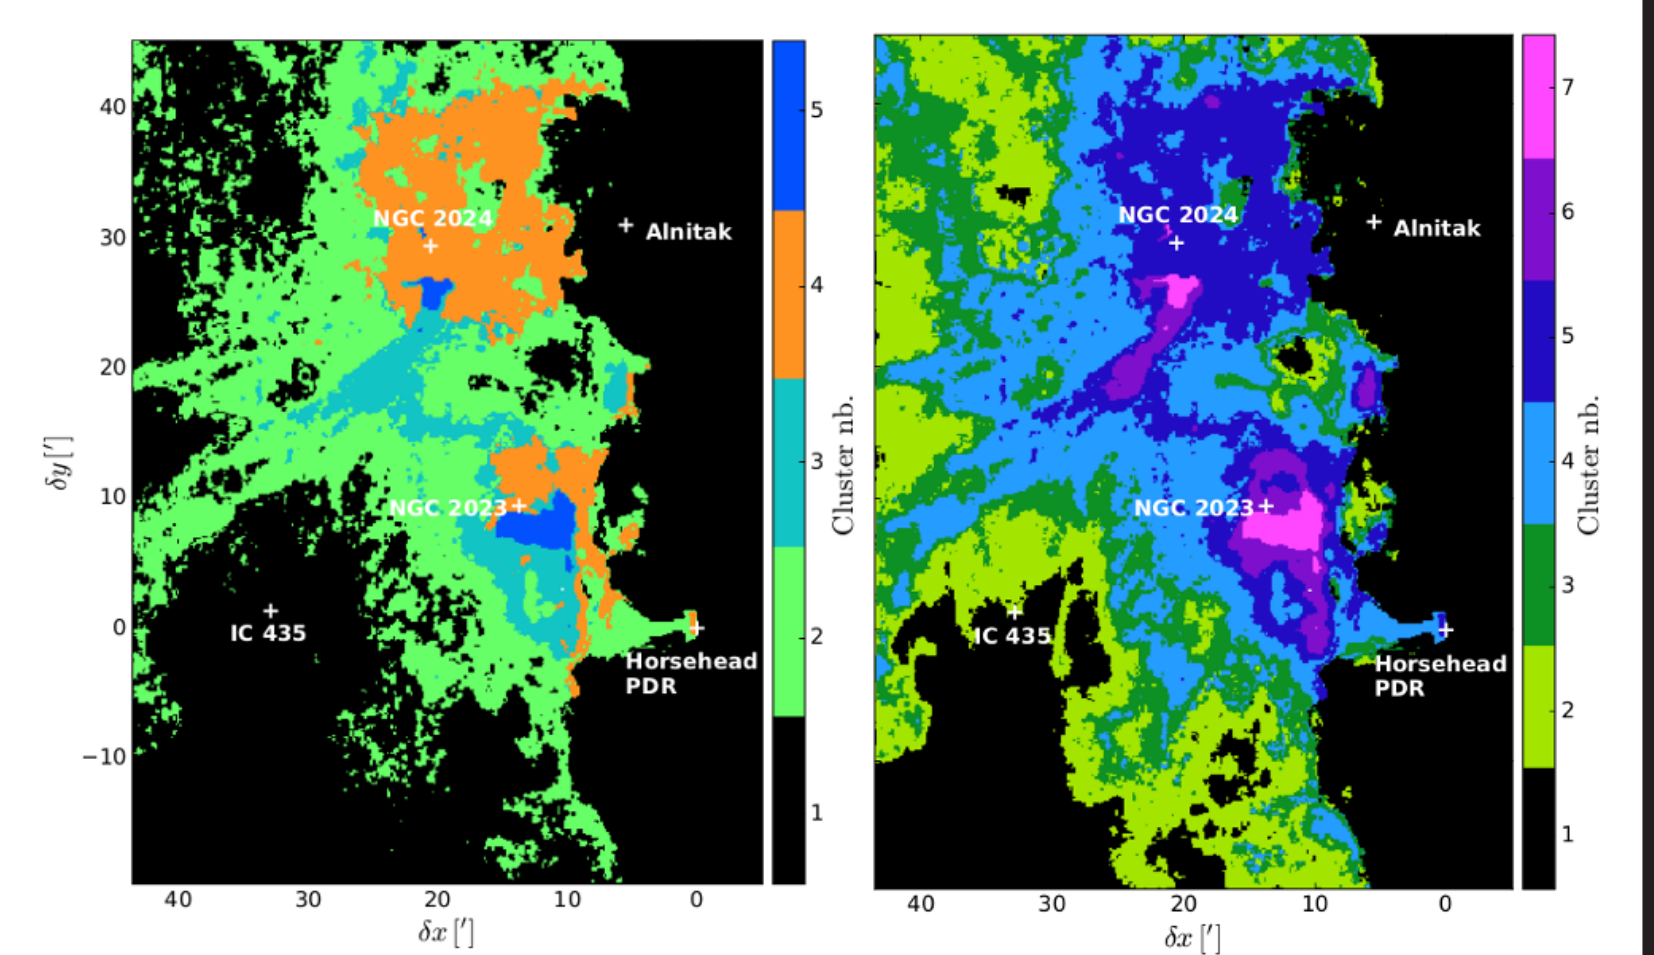 40
30
20
10
0
−10
δy [′]
NGC 2024
Alnitak
NGC 2023
IC 435
Horsehead
PDR
40 30 20 10 0
δx [′]
5
4
3
2
1
Cluster nb.
NGC 2024
Alnitak
NGC 2023
IC 435
Horsehead
PDR
40 30 20 10 0
δx [′]
7
6
5
4
3
2
1
Cluster nb.